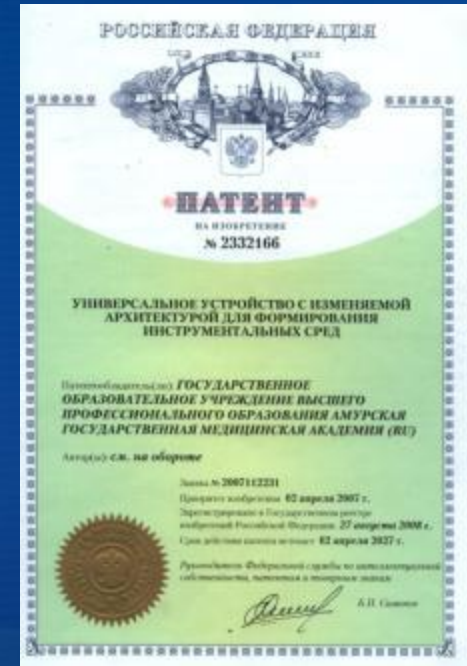 РОССИЙСКАЯ ФЕДЕРАЦИЯ
ПАТЕНТ
НА ИЗОБРЕТЕНИЕ
№ 2332166
УНИВЕРСАЛЬНОЕ УСТРОЙСТВО С ИЗМЕНЯЕМОЙ
АРХИТЕКТУРОЙ ДЛЯ ФОРМИРОВАНИЯ
ИНСТРУМЕНТАЛЬНЫХ СРЕД
Патентообладатель(ли): ГОСУДАРСТВЕННОЕ
ОБРАЗОВАТЕЛЬНОЕ УЧРЕЖДЕНИЕ ВЫСШЕГО
ПРОФЕССИОНАЛЬНОГО ОБРАЗОВАНИЯ АМУРСКАЯ
ГОСУДАРСТВЕННАЯ МЕДИЦИНСКАЯ АКАДЕМИЯ (RU)
Автор(ы): см. на обороте
Заявка № 2007112231
Приоритет изобретения 02 апреля 2007 г.
Зарегистрировано в Государственном реестре
изобретений Российской Федерации 27 августа 2008 г.
Срок действия патента истекает 02 апреля 2027 г.
Руководитель Федеральной службы по интеллектуальной
собственности, патентам и товарным знакам
Б.П. Симонов